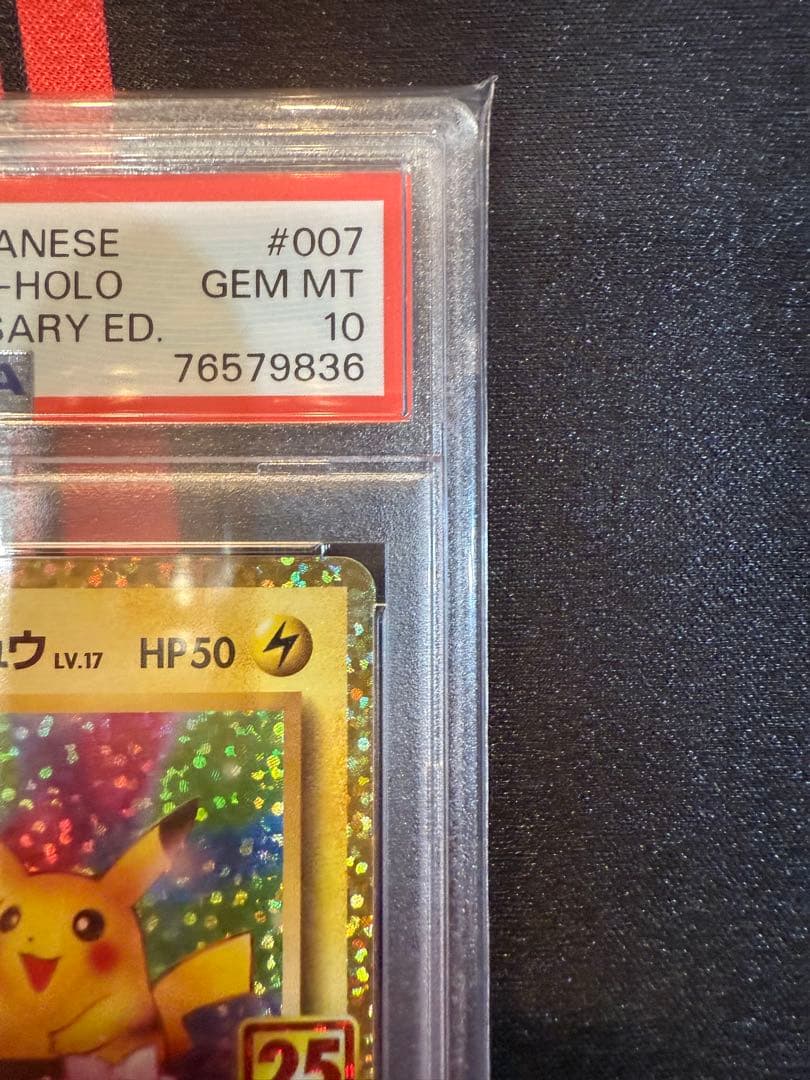 ANESE #007
-HOLO GEM MT
SARY ED. 10
76579836
ュウ LV.17 HP50
25